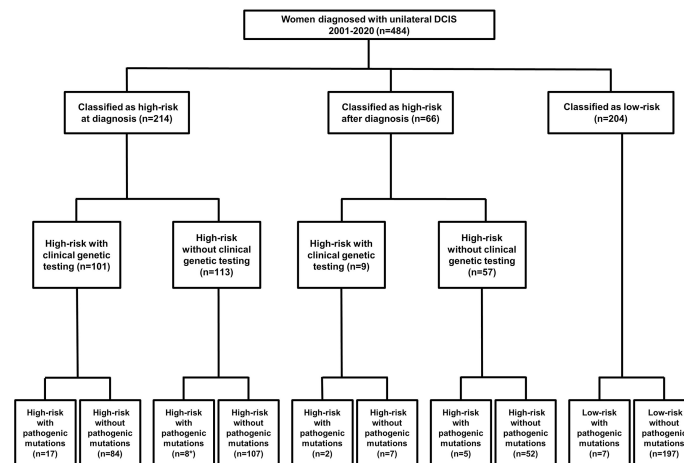 Women diagnosed with unilateral DCIS
2001-2020 (n=484)
Classified as high-risk
at diagnosis (n=214)
Classified as high-risk
after diagnosis (n=66)
Classified as low-risk
(n=204)
High-risk with
clinical genetic
testing (n=101)
High-risk
without clinical
genetic testing
(n=113)
High-risk with
clinical genetic
testing (n=9)
High-risk
without clinical
genetic testing
(n=57)
High-risk
with
pathogenic
mutations
(n=17)
High-risk
without
pathogenic
mutations
(n=84)
High-risk
with
pathogenic
mutations
(n=8*)
High-risk
without
pathogenic
mutations
(n=107)
High-risk
with
pathogenic
mutations
(n=2)
High-risk
without
pathogenic
mutations
(n=7)
High-risk
with
pathogenic
mutations
(n=5)
High-risk
without
pathogenic
mutations
(n=52)
Low-risk
with
pathogenic
mutations
(n=7)
Low-risk
without
pathogenic
mutations
(n=197)